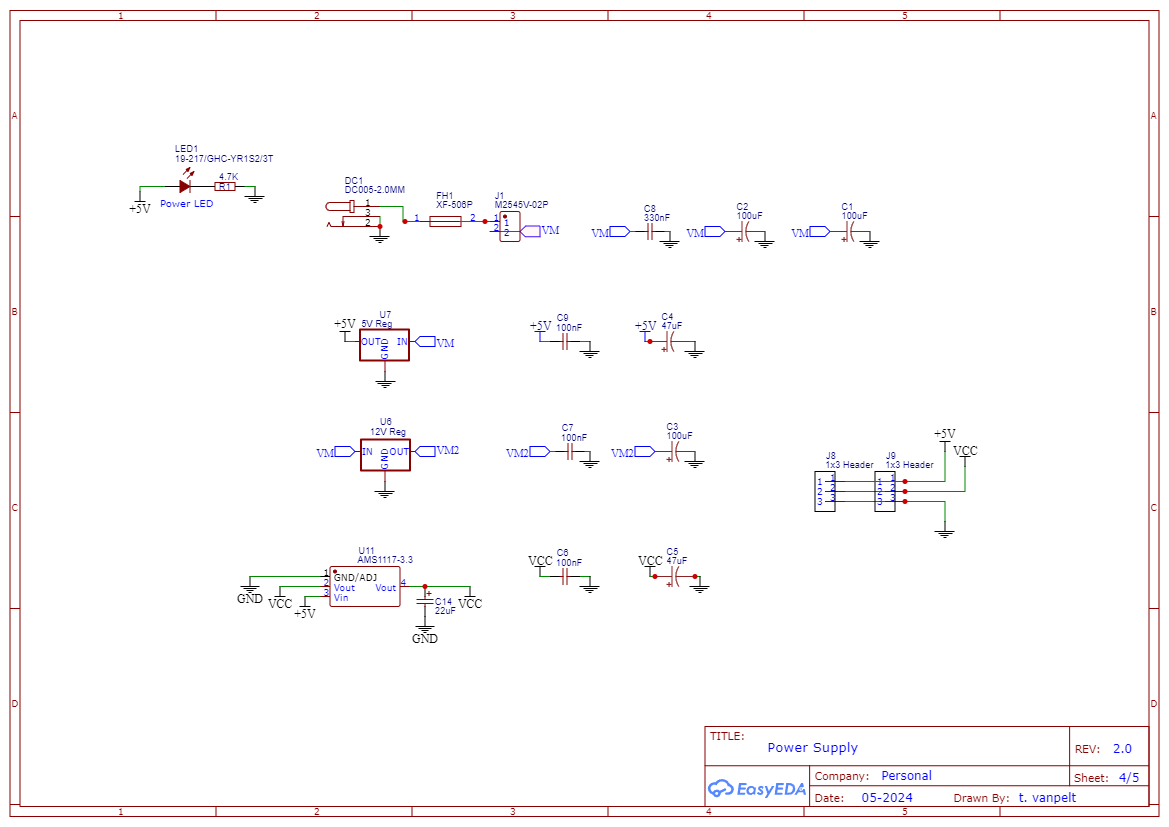 1 2 3 4 5
A A
LED1
19-217/GHC-YR1S2/3T
4.7K
R1
+5V
Power LED
DC1
DC005-2.0MM
1
3
2
FH1
XF-506P
1 2
J1
M2545V-02P
1 1
2 2
VM
C8
330nF
VM
C2
100uF
VM
+
C1
100uF
VM
+
B B
U7
5V Reg
+5V
OUT IN
GND
VM
C9
100nF
+5V
C4
47uF
+5V
+
U6
12V Reg
VM
IN OUT
GND
VM2
C7
100nF
VM2
C3
100uF
VM2
+
+5V
VCC
J8
1x3 Header
1 1
2 2
3 3
J9
1x3 Header
1 1
2 2
3 3
C C
U11
AMS1117-3.3
1 GND/ADJ
2 Vout Vout 4
3 Vin
GND
VCC
+5V
+
C14
22uF
VCC
GND
C6
100nF
VCC
C5
47uF
VCC
+
D D
TITLE:
Power Supply
REV: 2.0
EasyEDA
Company: Personal
Sheet: 4/5
Date: 05-2024 Drawn By: t. vanpelt
1 2 3 4 5